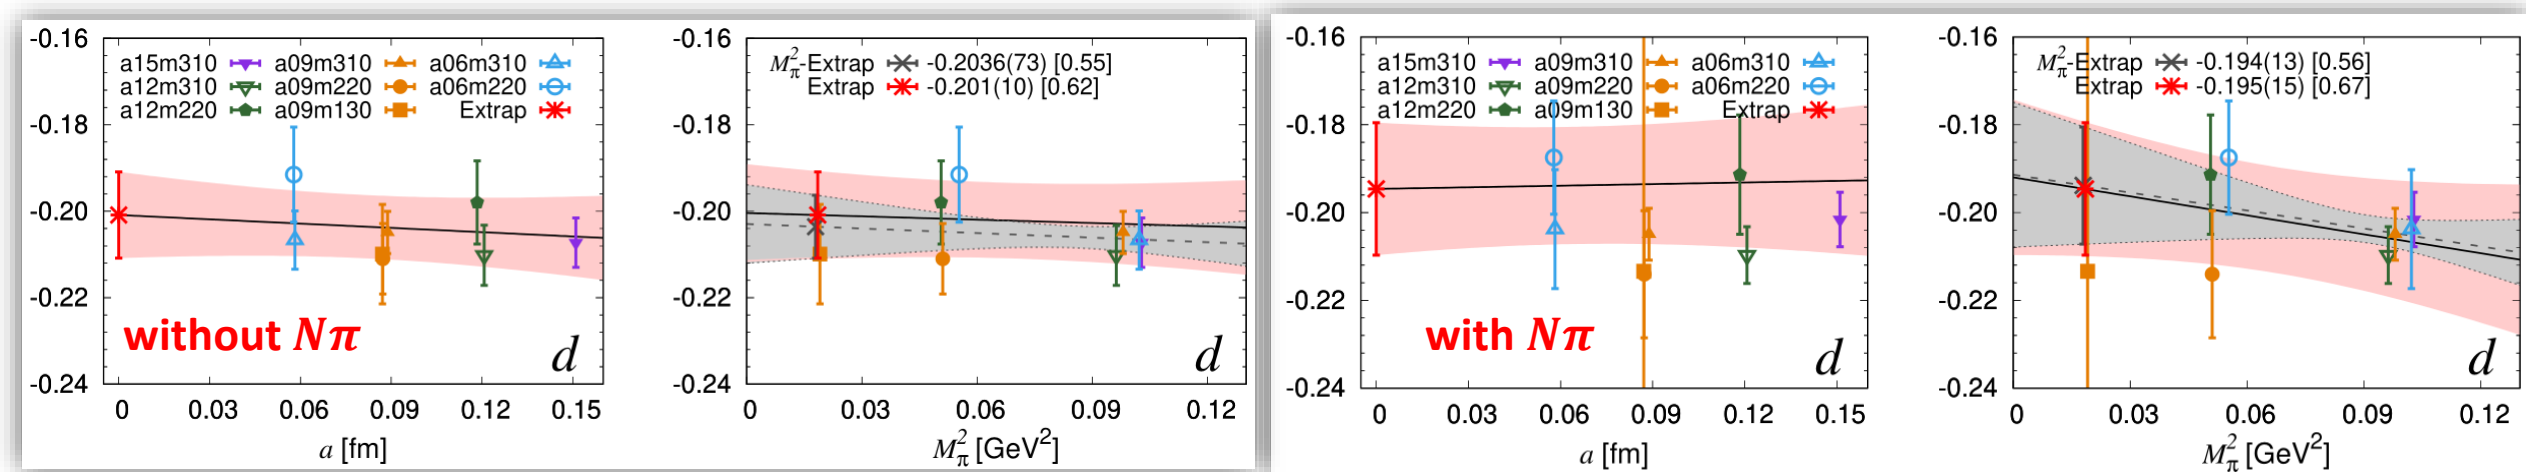 -0.16
-0.18
-0.20
-0.22
-0.24
a15m310 a09m310 a06m310
a12m310 a09m220 a06m220
a12m220 a09m130 Extrap
without Nπ
d
0 0.03 0.06 0.09 0.12 0.15
a [fm]
-0.16
-0.18
-0.20
-0.22
-0.24
M²π-Extrap -0.2036(73) [0.55]
Extrap -0.201(10) [0.62]
d
0 0.03 0.06 0.09 0.12
M²π [GeV²]
-0.16
-0.18
-0.20
-0.22
-0.24
a15m310 a09m310 a06m310
a12m310 a09m220 a06m220
a12m220 a09m130 Extrap
with Nπ
d
0 0.03 0.06 0.09 0.12 0.15
a [fm]
-0.16
-0.18
-0.20
-0.22
-0.24
M²π-Extrap -0.194(13) [0.56]
Extrap -0.195(15) [0.67]
d
0 0.03 0.06 0.09 0.12
M²π [GeV²]